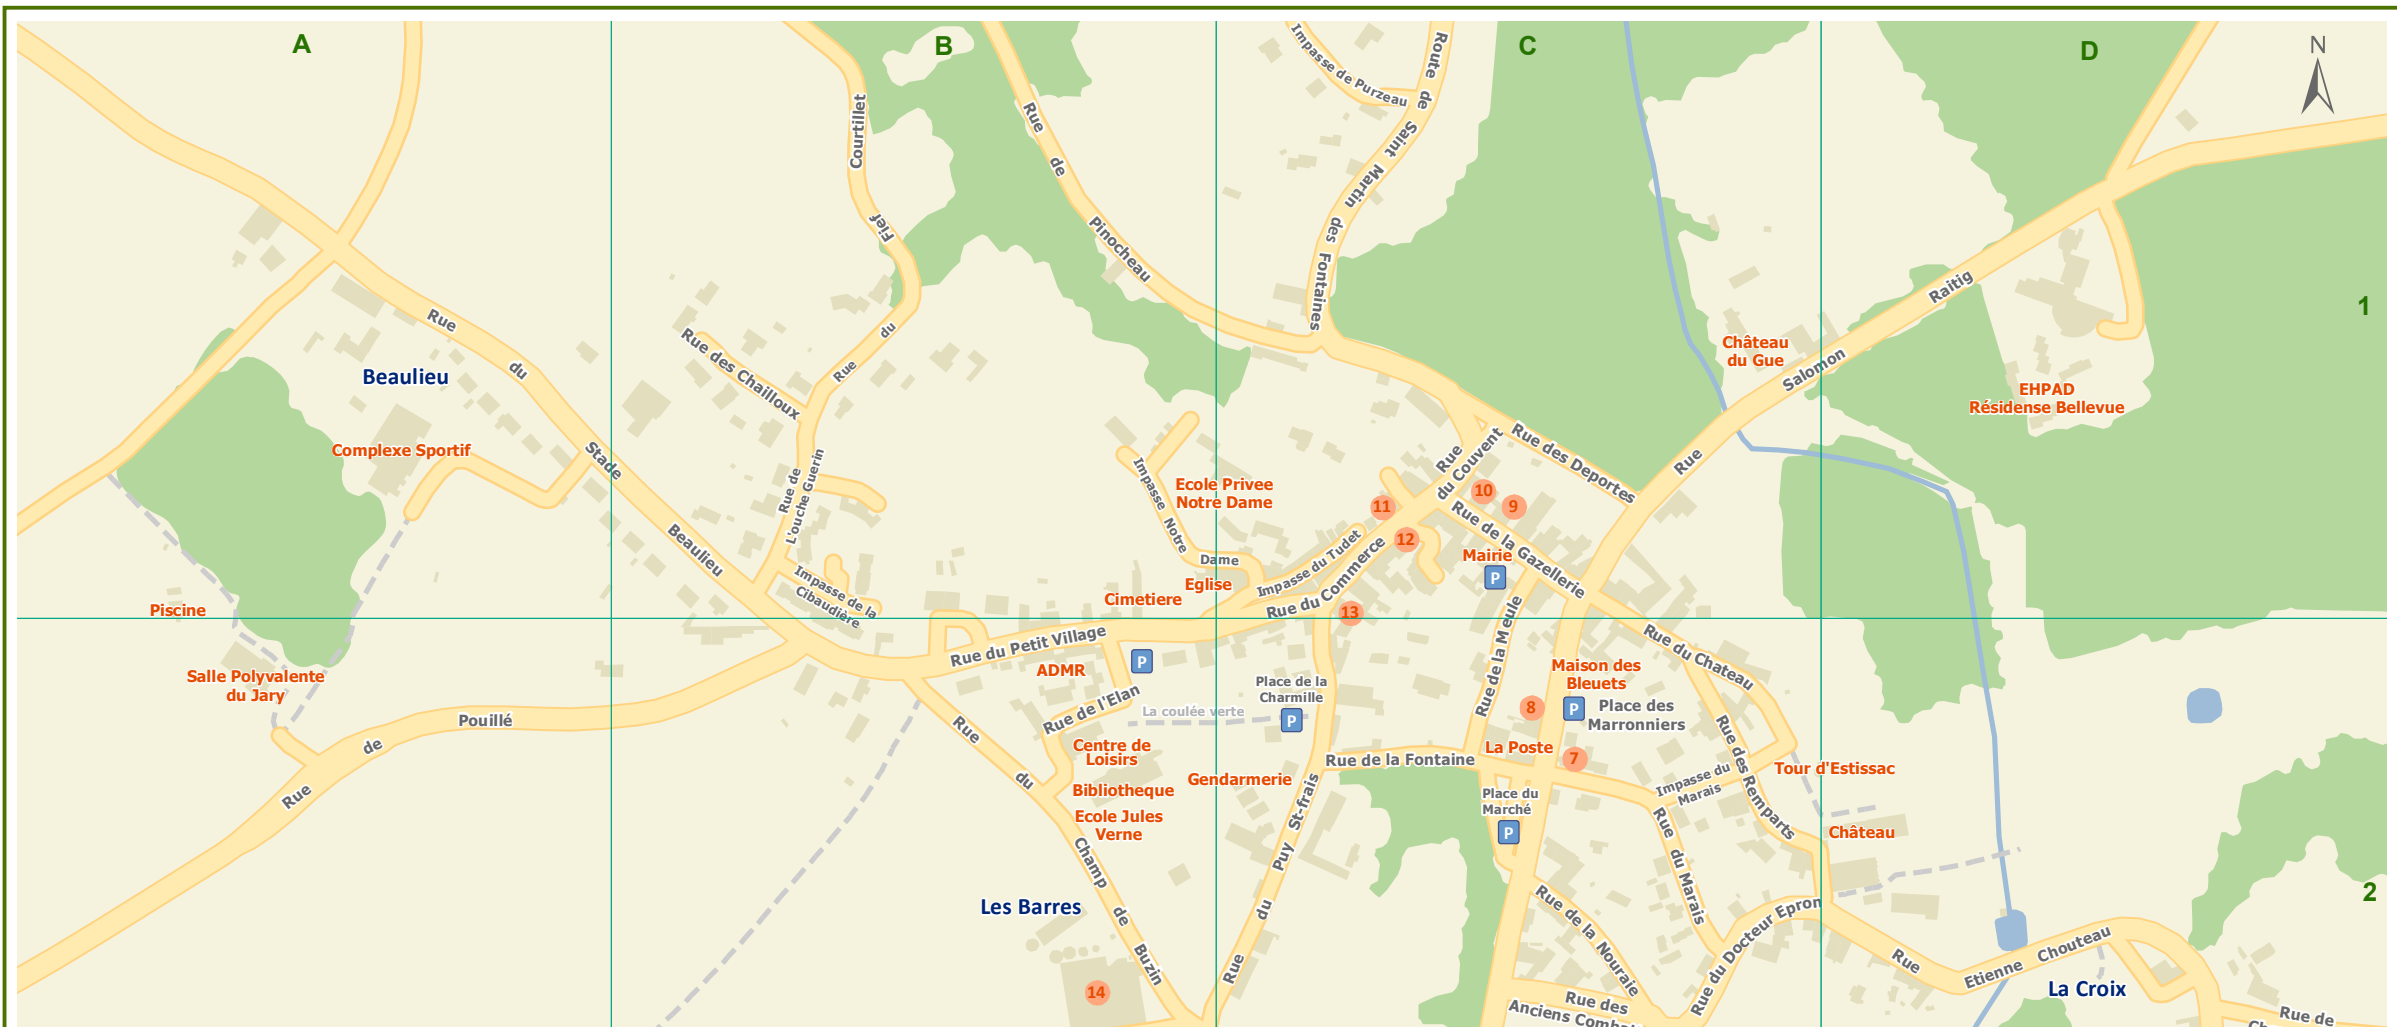 A
B
C
D
N
1
2
Impasse de Purzeau
Route de Saint Martin des Fontaines
Courtillet
Rue du Fief
Rue de Pinocheau
Rue des Chailloux
Rue du Stade
Beaulieu
Beaulieu
Complexe Sportif
Rue de
L'ouche Guerin
Impasse Notre Dame
Ecole Privee
Notre Dame
Rue
du Couvent
Rue des Deportes
Rue Salomon Raitig
Château
du Gue
EHPAD
Résidense Bellevue
10
9
11
12
Rue de la Gazellerie
Mairie
P
Impasse du Tudet
Rue du Commerce
Eglise
Cimetiere
Impasse de la
Cibaudière
Piscine
13
Salle Polyvalente
du Jary
Rue de Pouillé
Rue du Petit Village
ADMR
P
Rue de l'Elan
La coulée verte
Place de la
Charmille
P
Rue de la Meule
Maison des
Bleuets
8
P
Place des
Marronniers
Rue du Chateau
La Poste
7
Rue de la Fontaine
Centre de
Loisirs
Gendarmerie
Bibliotheque
Ecole Jules
Verne
Rue du Champ de Buzin
Rue du Puy St-frais
Place du
Marché
P
Impasse du
Marais
Rue des Remparts
Tour d'Estissac
Château
Rue du Marais
Les Barres
14
Rue de la Nouraie
Rue du Docteur Epron
Rue Etienne Chouteau
La Croix
Rue des
Anciens
Rue de